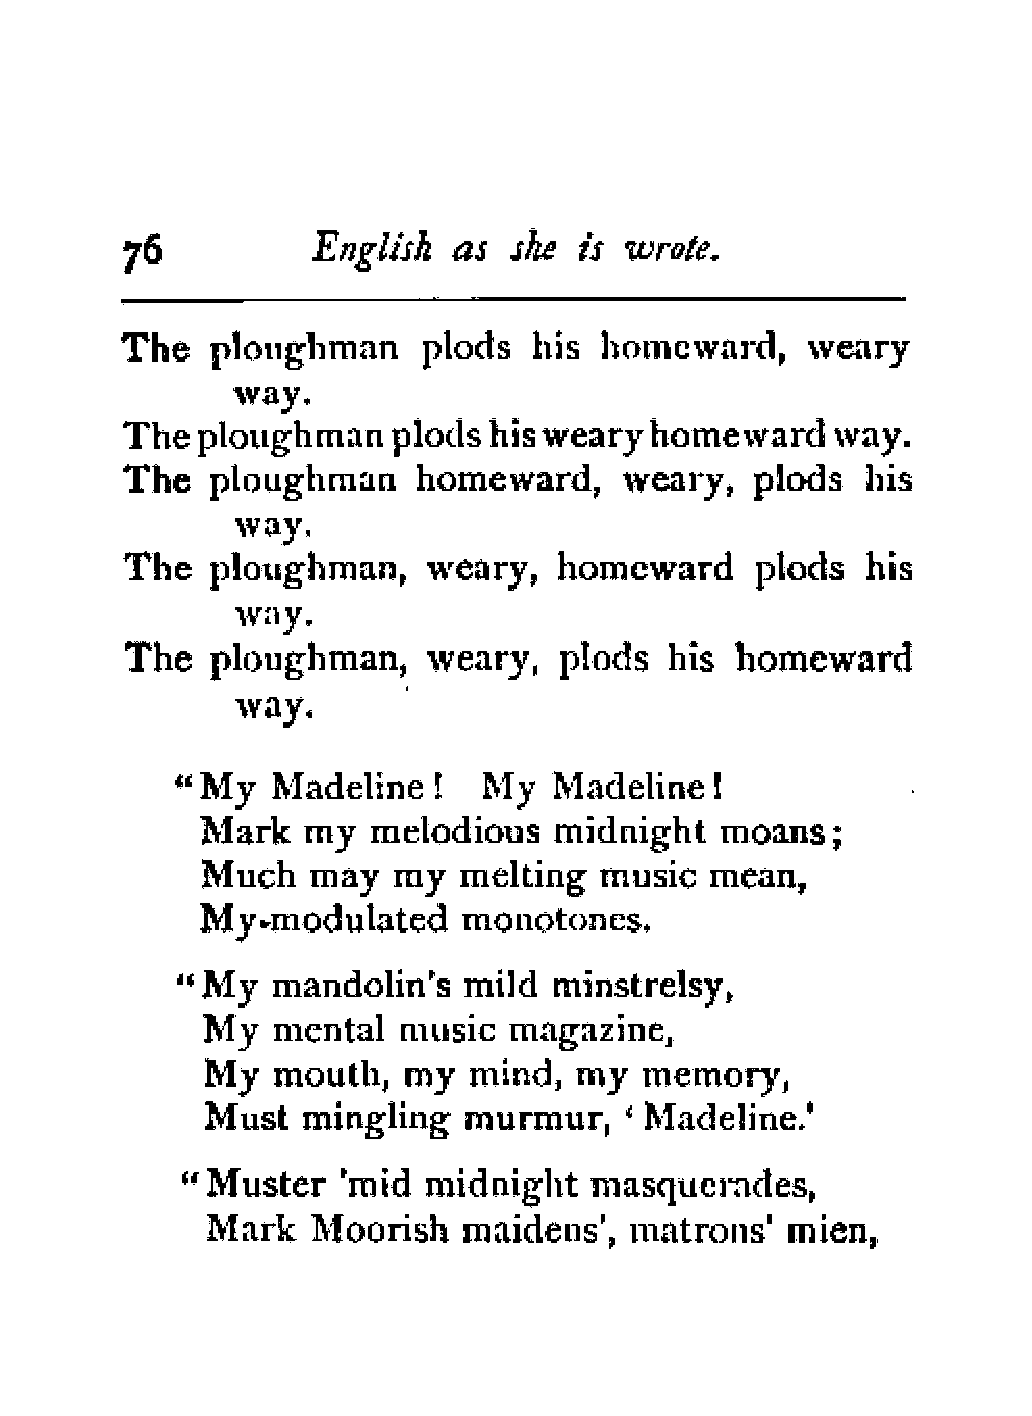 76 English as she is wrote.
The ploughman plods his homeward, weary
way.
The ploughman plods his weary homeward way.
The ploughman homeward, weary, plods his
way.
The ploughman, weary, homeward plods his
way.
The ploughman, weary, plods his homeward
way.
"My Madeline! My Madeline!
Mark my melodious midnight moans;
Much may my melting music mean,
My-modulated monotones.
"My mandolin's mild minstrelsy,
My mental music magazine,
My mouth, my mind, my memory,
Must mingling murmur, 'Madeline.'
"Muster 'mid midnight masquerades,
Mark Moorish maidens', matrons' mien,